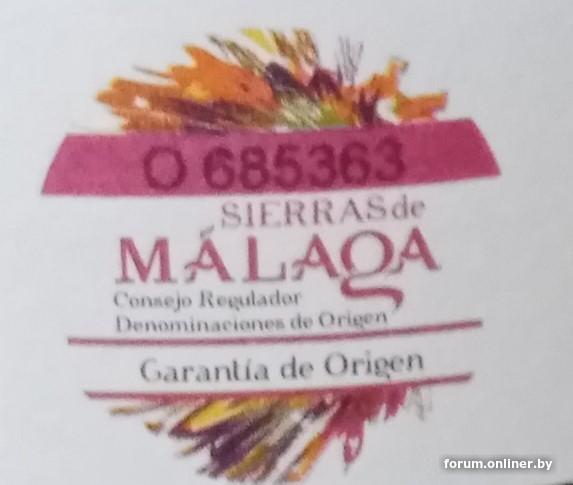 O 685363
SIERRAS de
MÁLAGA
Consejo Regulador
Denominaciones de Origen
Garantía de Origen
forum.onliner.by